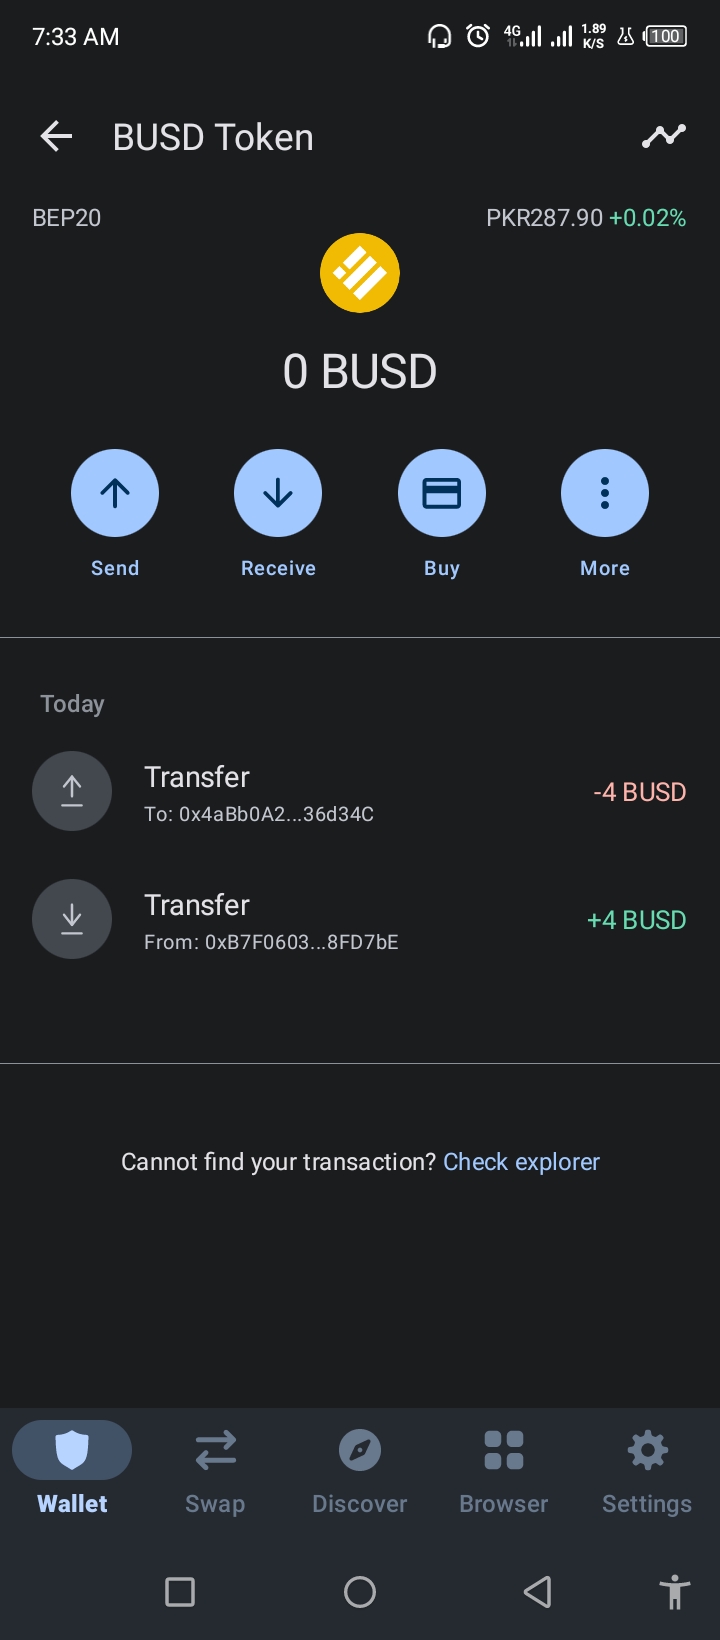 7:33 AM
4G
1.89 K/S
100
BUSD Token
BEP20
PKR287.90 +0.02%
0 BUSD
Send
Receive
Buy
More
Today
Transfer
-4 BUSD
To: 0x4aBb0A2...36d34C
Transfer
+4 BUSD
From: 0xB7F0603...8FD7bE
Cannot find your transaction? Check explorer
Wallet
Swap
Discover
Browser
Settings